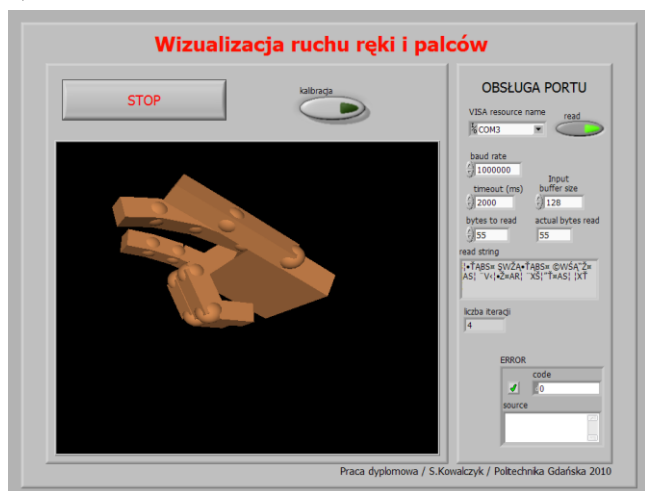 Wizualizacja ruchu ręki i palców
STOP
kalibracja
OBSŁUGA PORTU
VISA resource name
read
COM3
baud rate
1000000
timeout (ms)
Input
buffer size
2000
128
bytes to read
actual bytes read
55
55
read string
liczba iteracji
4
ERROR
code
0
source
Praca dyplomowa / S.Kowalczyk / Politechnika Gdańska 2010